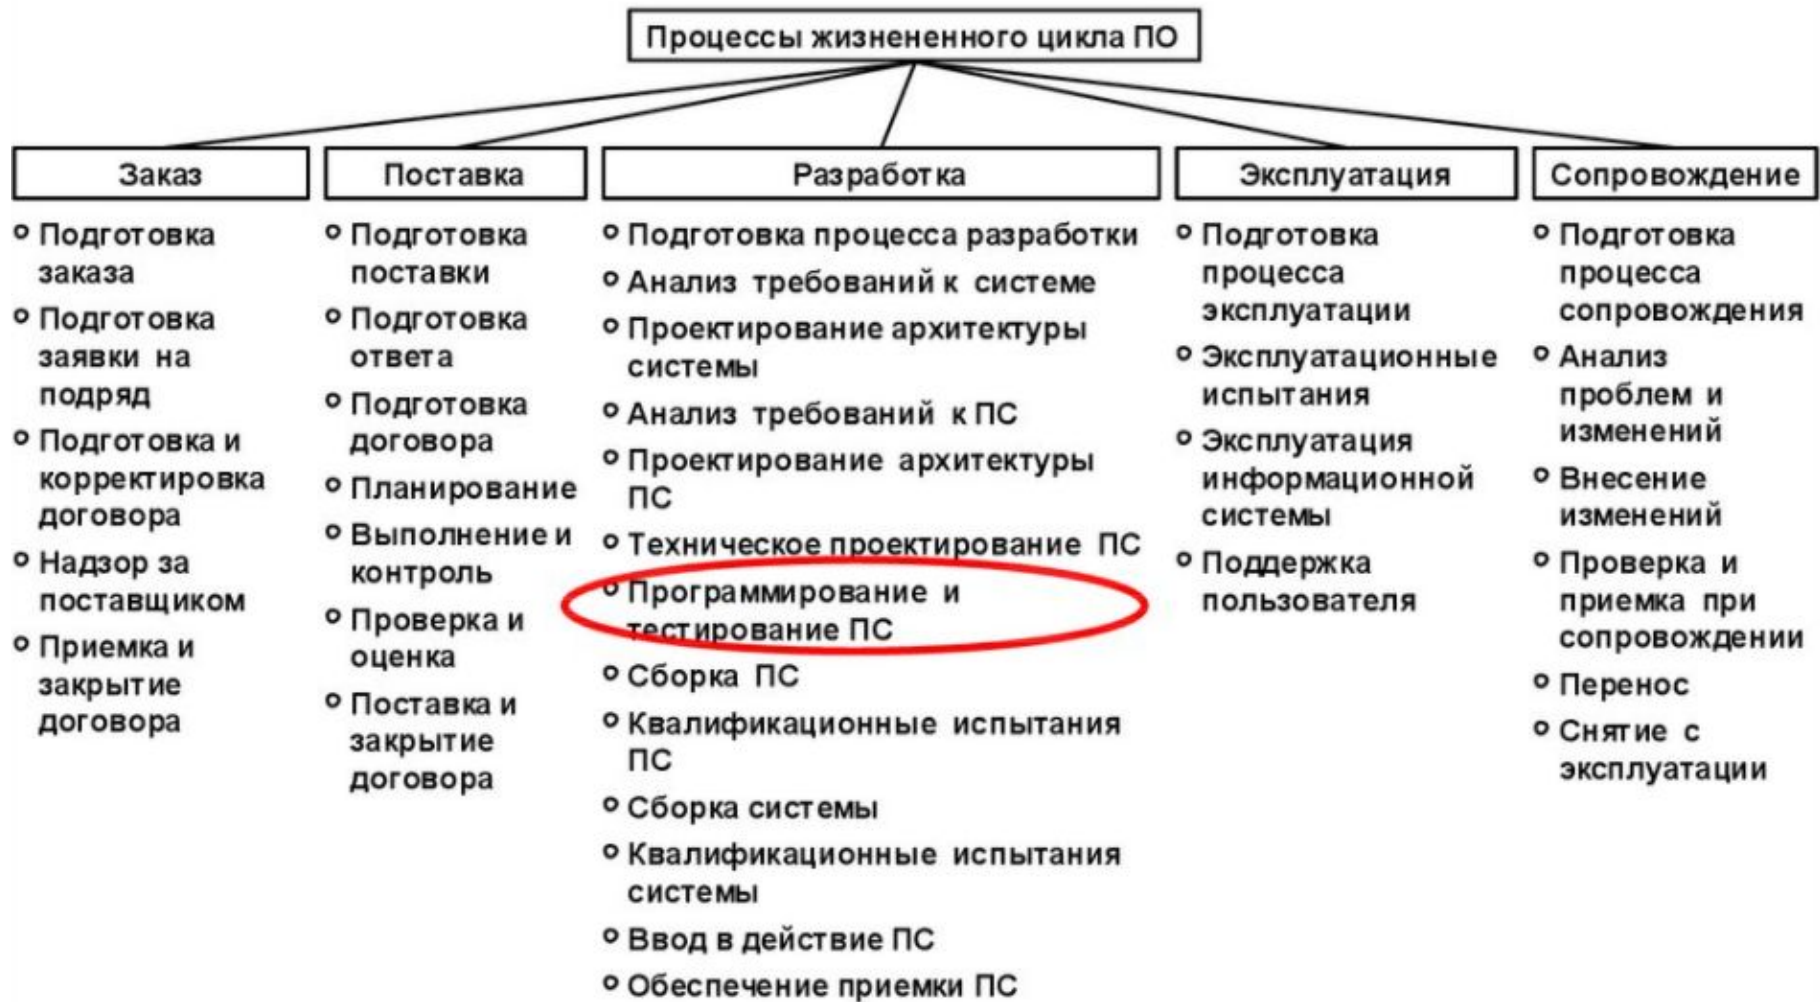 Процессы жизнененного цикла ПО
Заказ
Подготовка
заказа
Подготовка
заявки на
подряд
Подготовка и
корректировка
договора
Надзор за
поставщиком
Приемка и
закрытие
договора
Поставка
Подготовка
поставки
Подготовка
ответа
Подготовка
договора
Планирование
Выполнение и
контроль
Проверка и
оценка
Поставка и
закрытие
договора
Разработка
Подготовка процесса разработки
Анализ требований к системе
Проектирование архитектуры
системы
Анализ требований к ПС
Проектирование архитектуры
ПС
Техническое проектирование ПС
Программирование и
тестирование ПС
Сборка ПС
Квалификационные испытания
ПС
Сборка системы
Квалификационные испытания
системы
Ввод в действие ПС
Обеспечение приемки ПС
Эксплуатация
Подготовка
процесса
эксплуатации
Эксплуатационные
испытания
Эксплуатация
информационной
системы
Поддержка
пользователя
Сопровождение
Подготовка
процесса
сопровождения
Анализ
проблем и
изменений
Внесение
изменений
Проверка и
приемка при
сопровождении
Перенос
Снятие с
эксплуатации